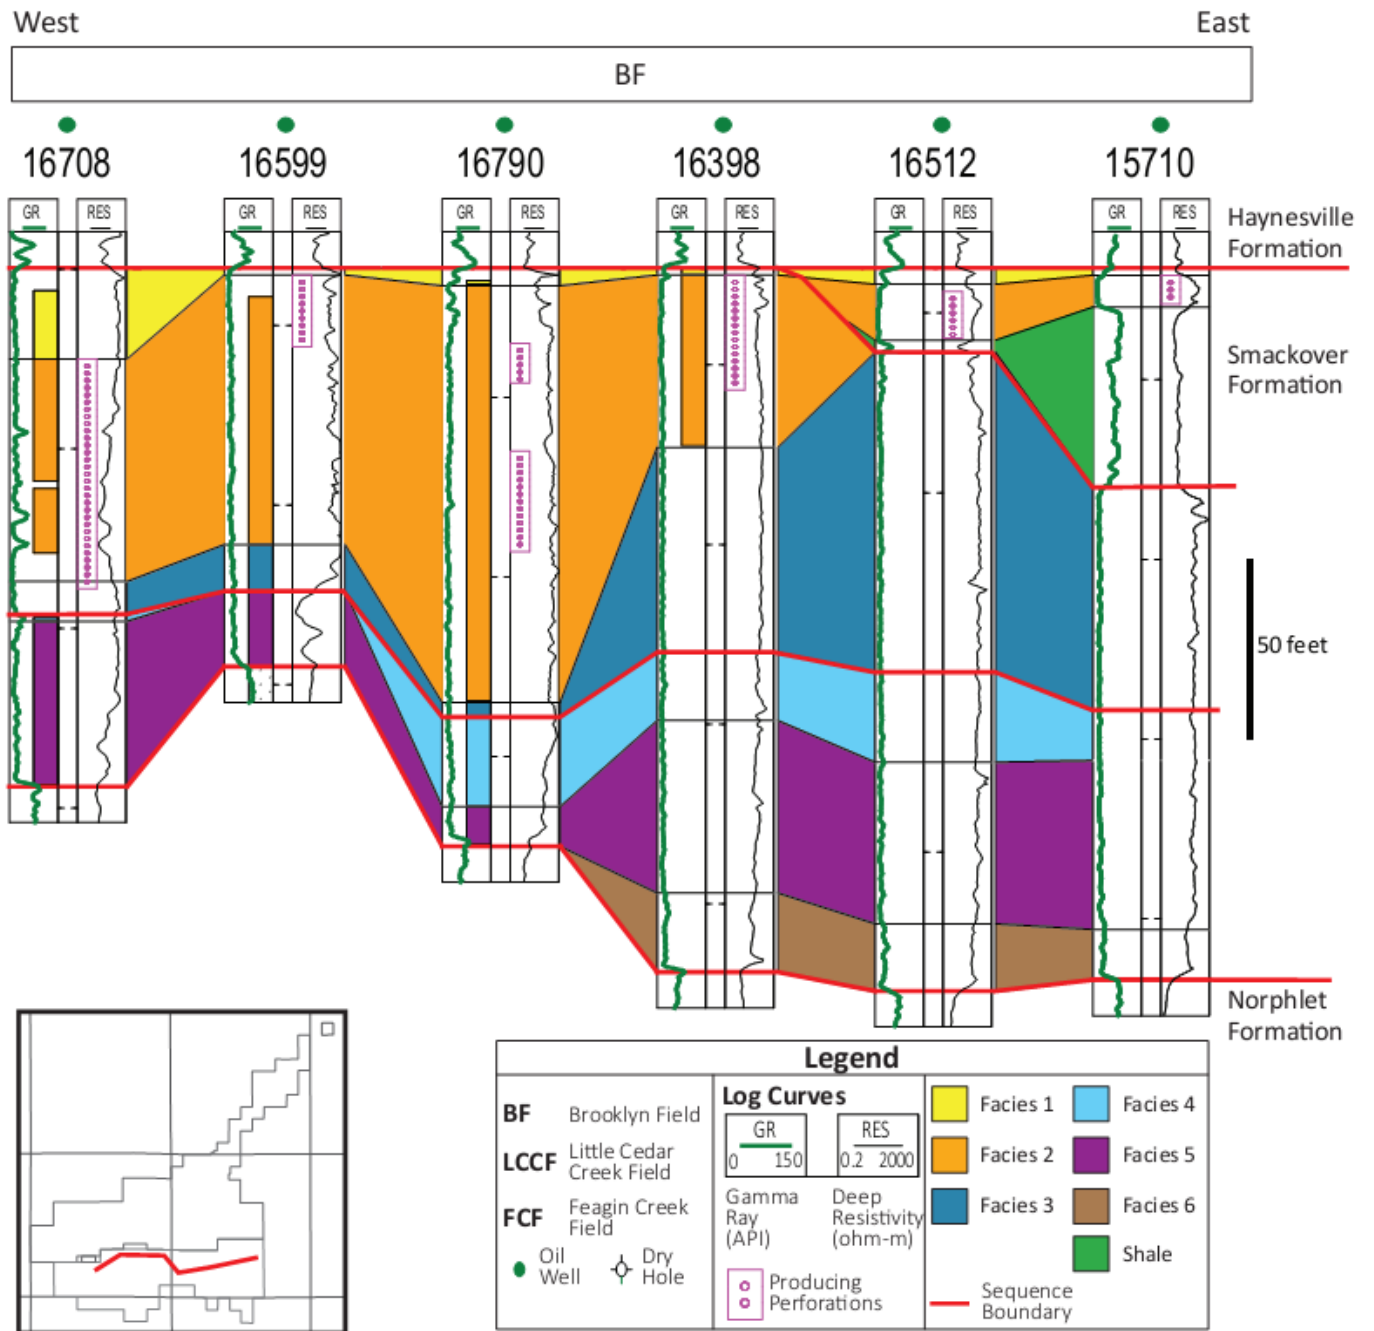 West East
BF
16708 16599 16790 16398 16512 15710
GR RES GR RES GR RES GR RES GR RES GR RES
Haynesville
Formation
Smackover
Formation
50 feet
Norphlet
Formation
Legend
BF Brooklyn Field
LCCF Little Cedar
Creek Field
FCF Feagin Creek
Field
Oil
Well
Dry
Hole
Log Curves
GR
0 150
RES
0.2 2000
Gamma
Ray
(API)
Deep
Resistivity
(ohm-m)
Producing
Perforations
Facies 1
Facies 2
Facies 3
Facies 4
Facies 5
Facies 6
Shale
Sequence
Boundary